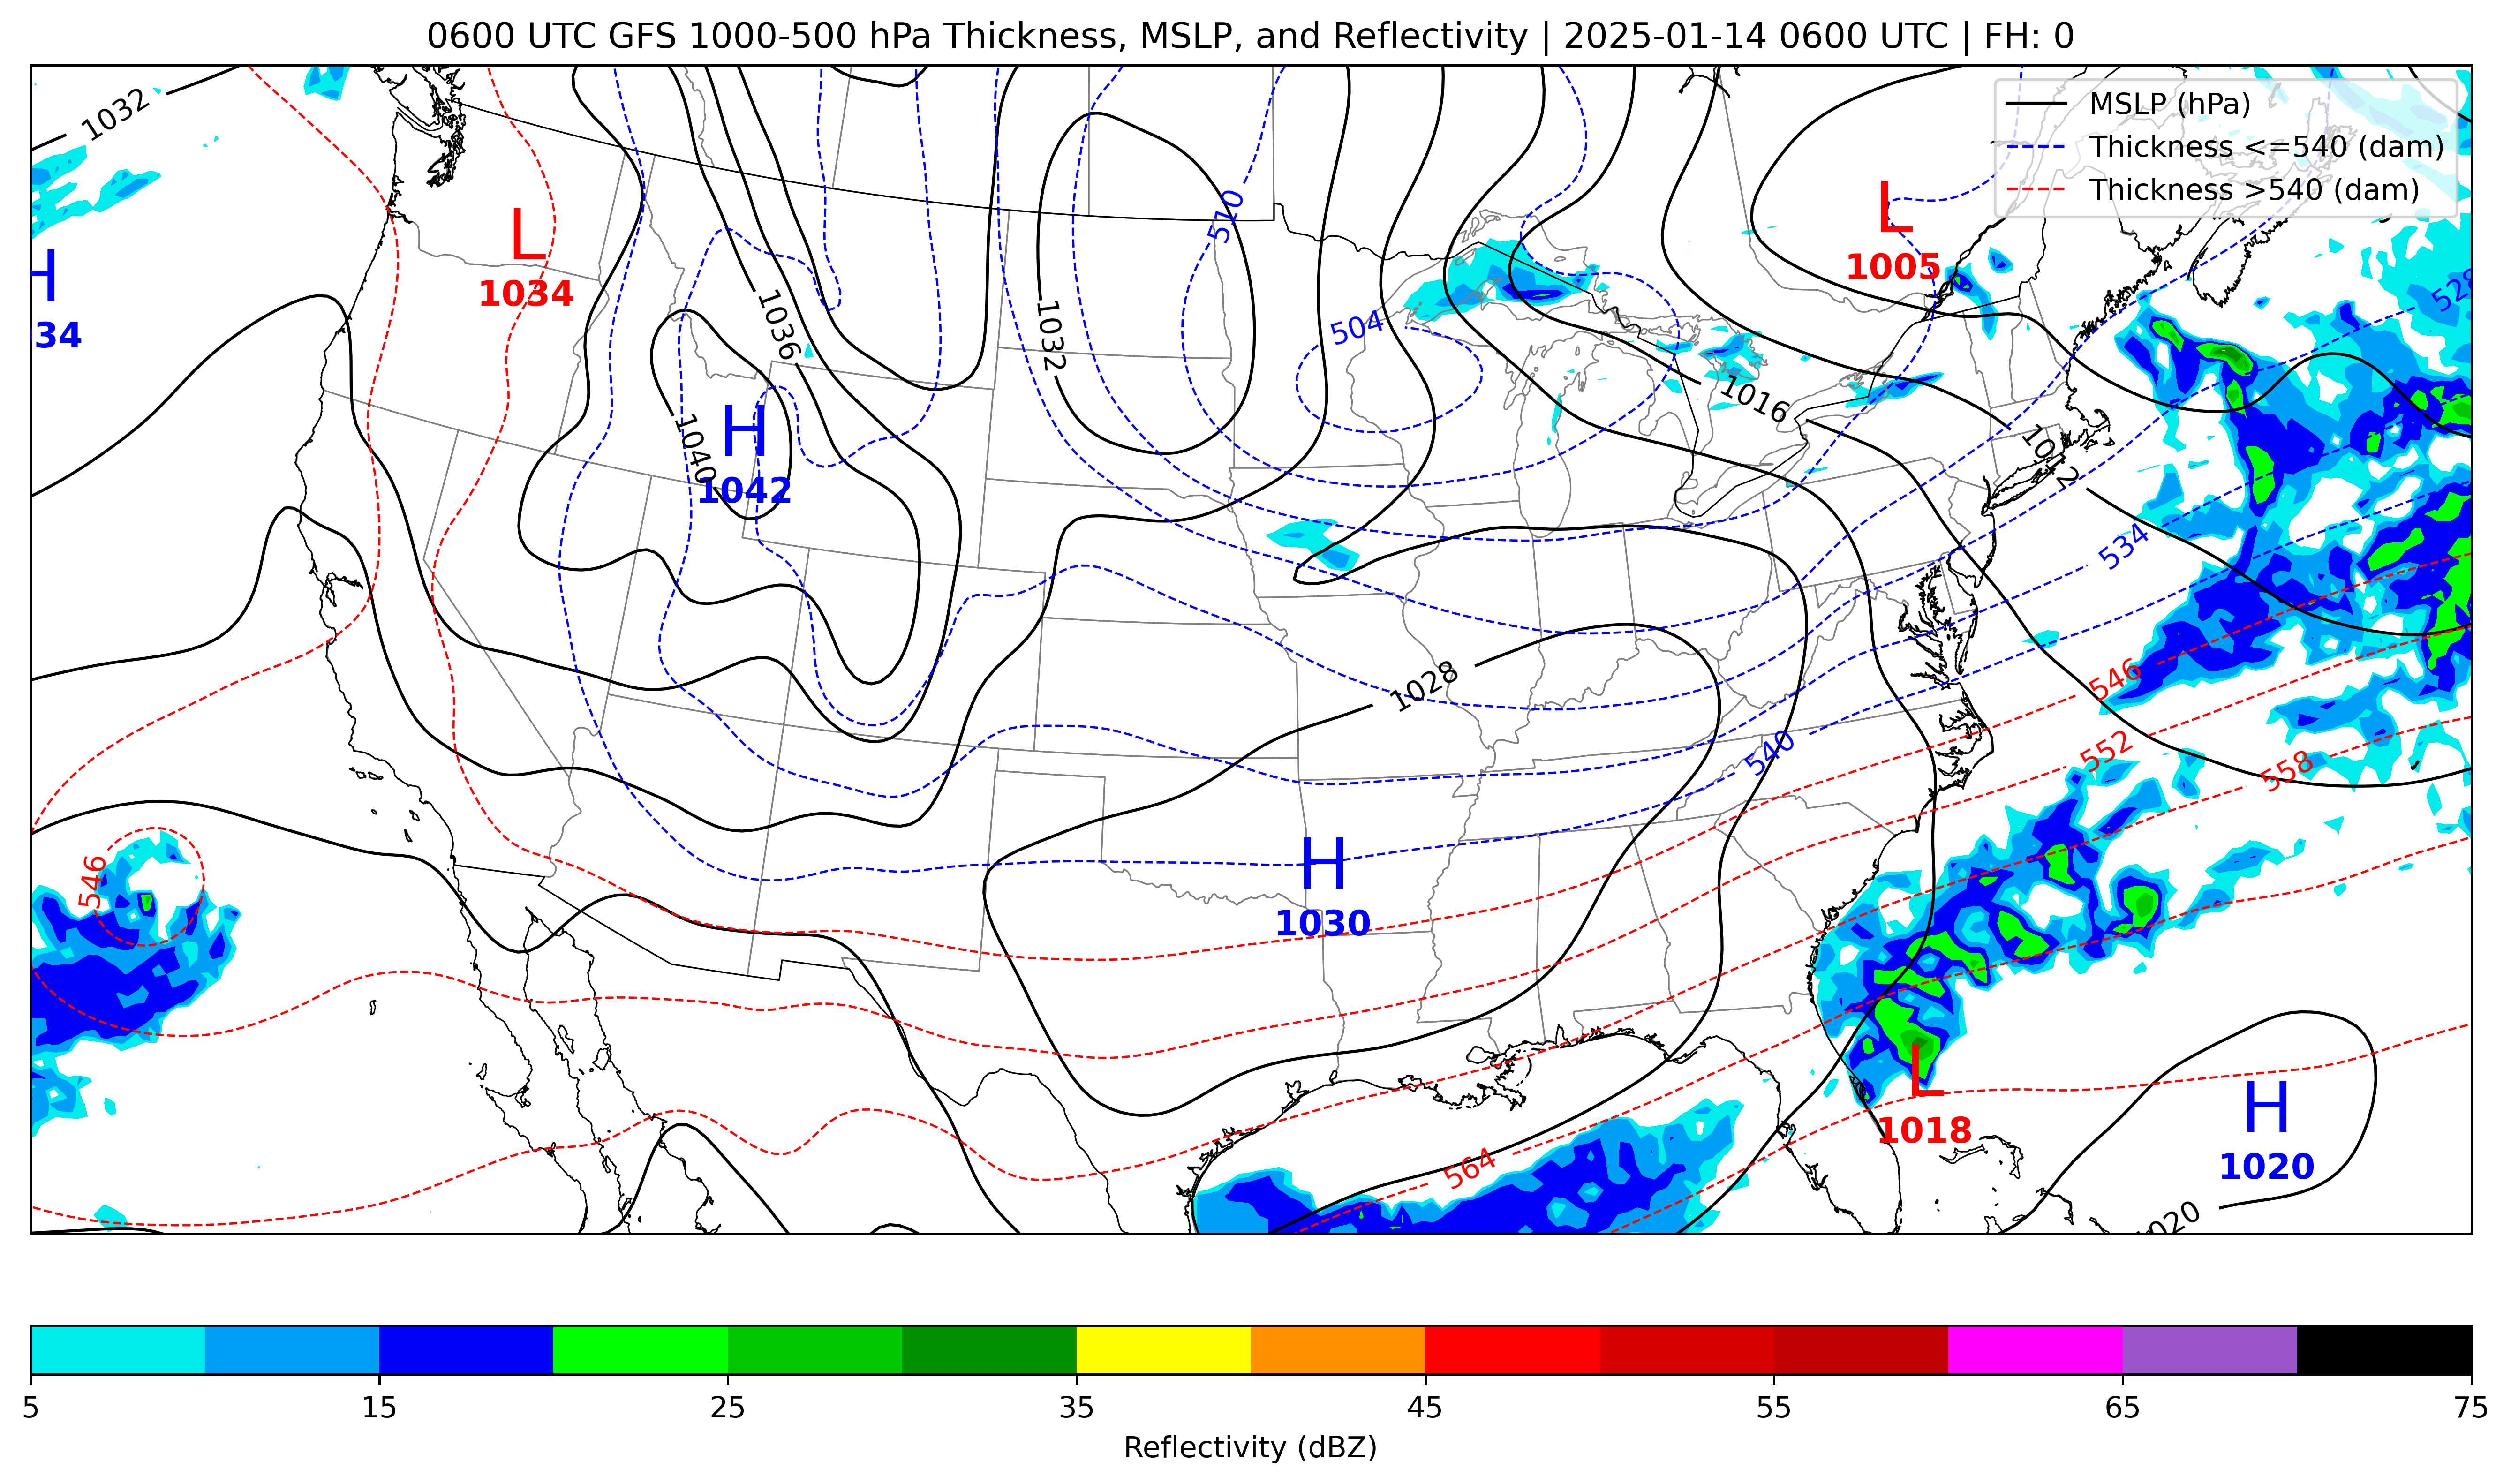 0600 UTC GFS 1000-500 hPa Thickness, MSLP, and Reflectivity | 2025-01-14 0600 UTC | FH: 0
MSLP (hPa)
Thickness <=540 (dam)
Thickness >540 (dam)
1032
L
1005
510
L
1034
H
34
528
1036
1032
504
1016
H
1042
1040
1012
534
1028
546
540
552
558
H
1030
546
L
1018
H
1020
564
1020
5 15 25 35 45 55 65 75
Reflectivity (dBZ)